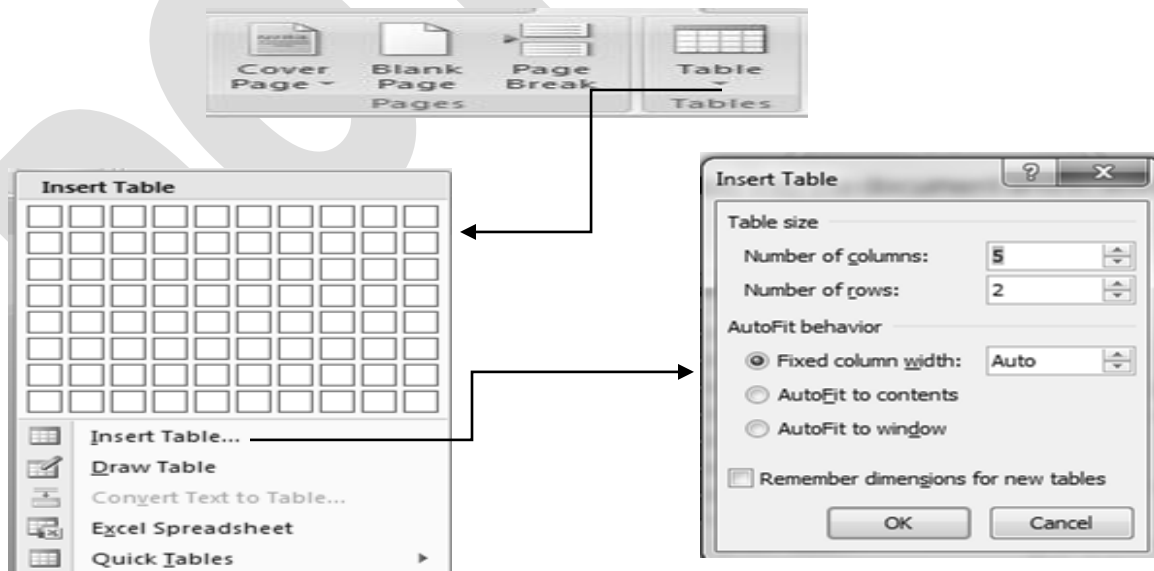 Cover Page
Blank Page
Page Break
Table
Pages
Tables
Insert Table
Insert Table...
Draw Table
Convert Text to Table...
Excel Spreadsheet
Quick Tables
Insert Table
Table size
Number of columns: 5
Number of rows: 2
AutoFit behavior
Fixed column width: Auto
AutoFit to contents
AutoFit to window
Remember dimensions for new tables
OK Cancel